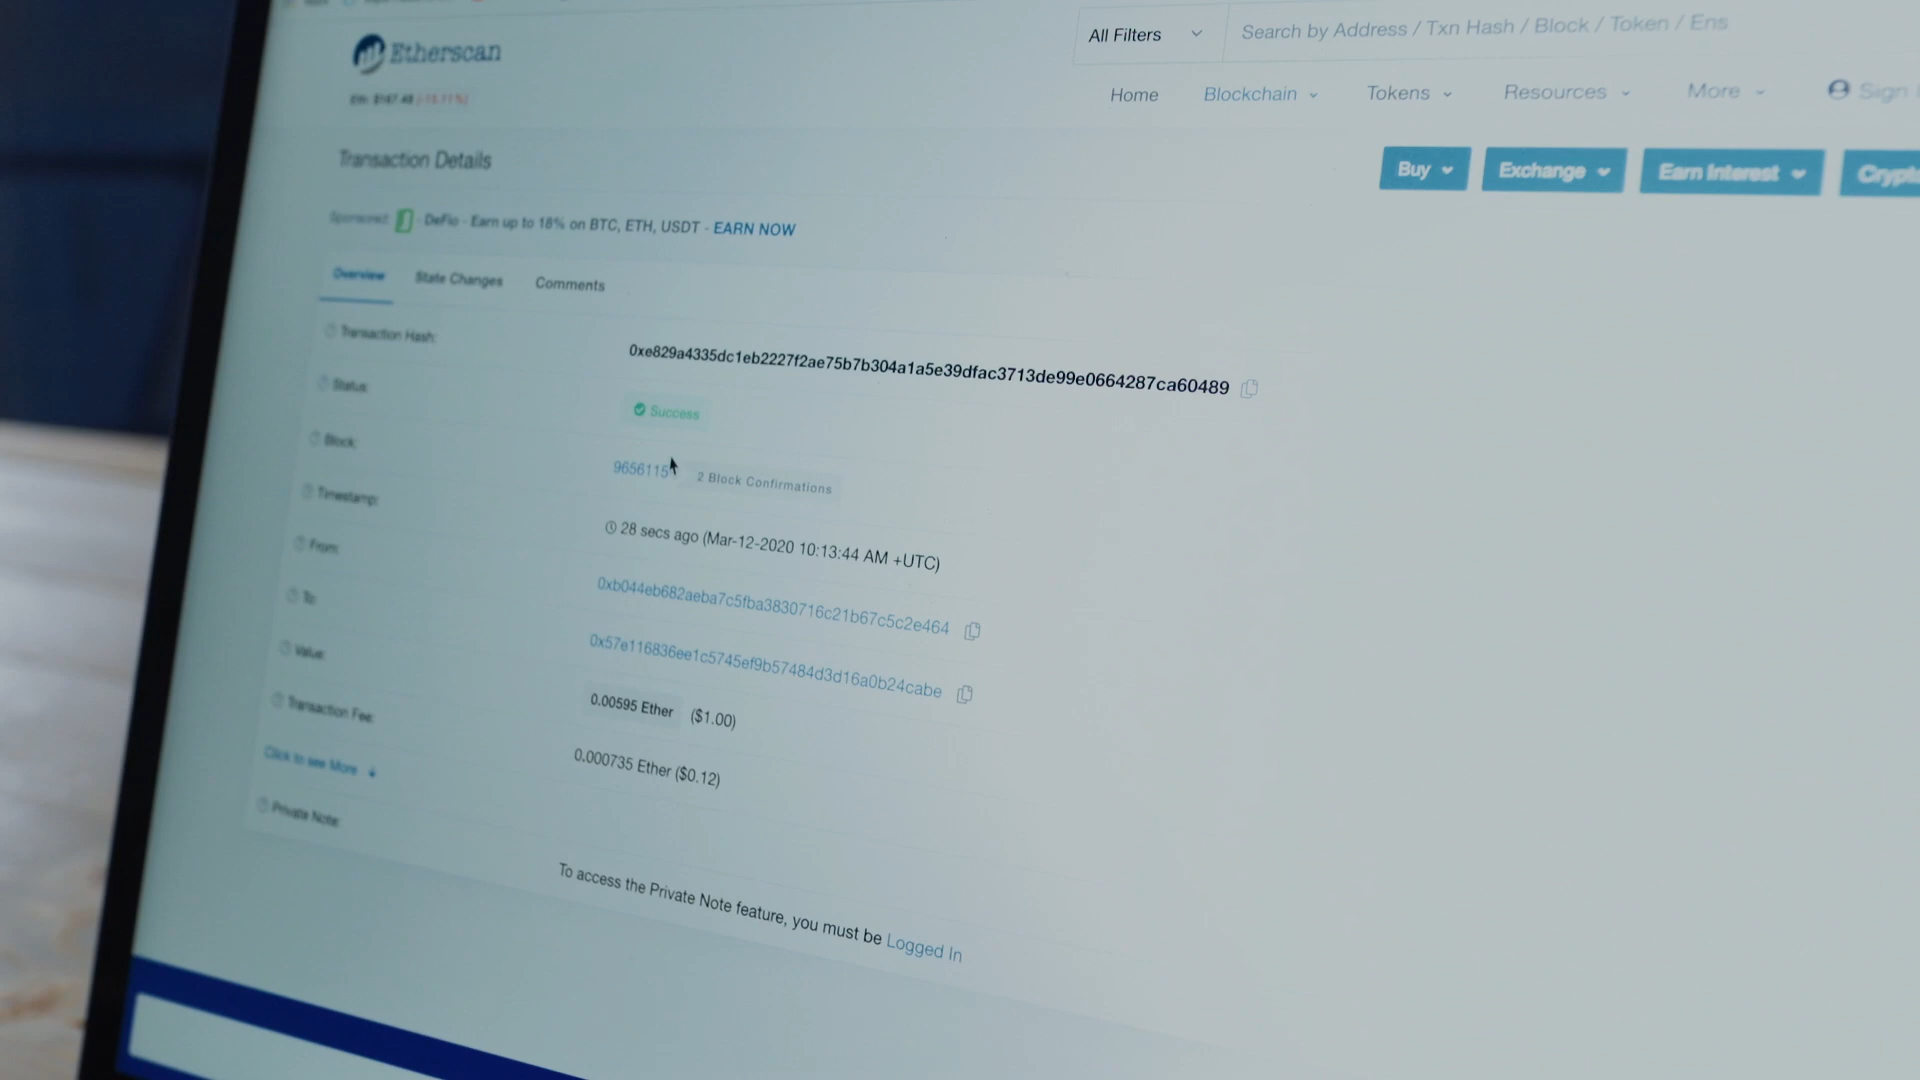 Etherscan
All Filters
Search by Address / Txn Hash / Block / Token / Ens
Home
Blockchain
Tokens
Resources
More
Sign
Transaction Details
Buy
Exchange
Earn Interest
Sponsored: - DeFio - Earn up to 18% on BTC, ETH, USDT - EARN NOW
Overview
State Changes
Comments
Transaction Hash:
0xe829a4335dc1eb2227f2ae75b7b304a1a5e39dfac3713de99e0664287ca60489
Status:
Success
Block:
9656115
2 Block Confirmations
Timestamp:
28 secs ago (Mar-12-2020 10:13:44 AM +UTC)
From:
0xb044eb682aeba7c5fba3830716c21b67c5c2e464
To:
0x57e116836ee1c5745ef9b57484d3d16a0b24cabe
Value:
0.00595 Ether ($1.00)
Transaction Fee:
0.000735 Ether ($0.12)
Click to see More
Private Note:
To access the Private Note feature, you must be Logged In